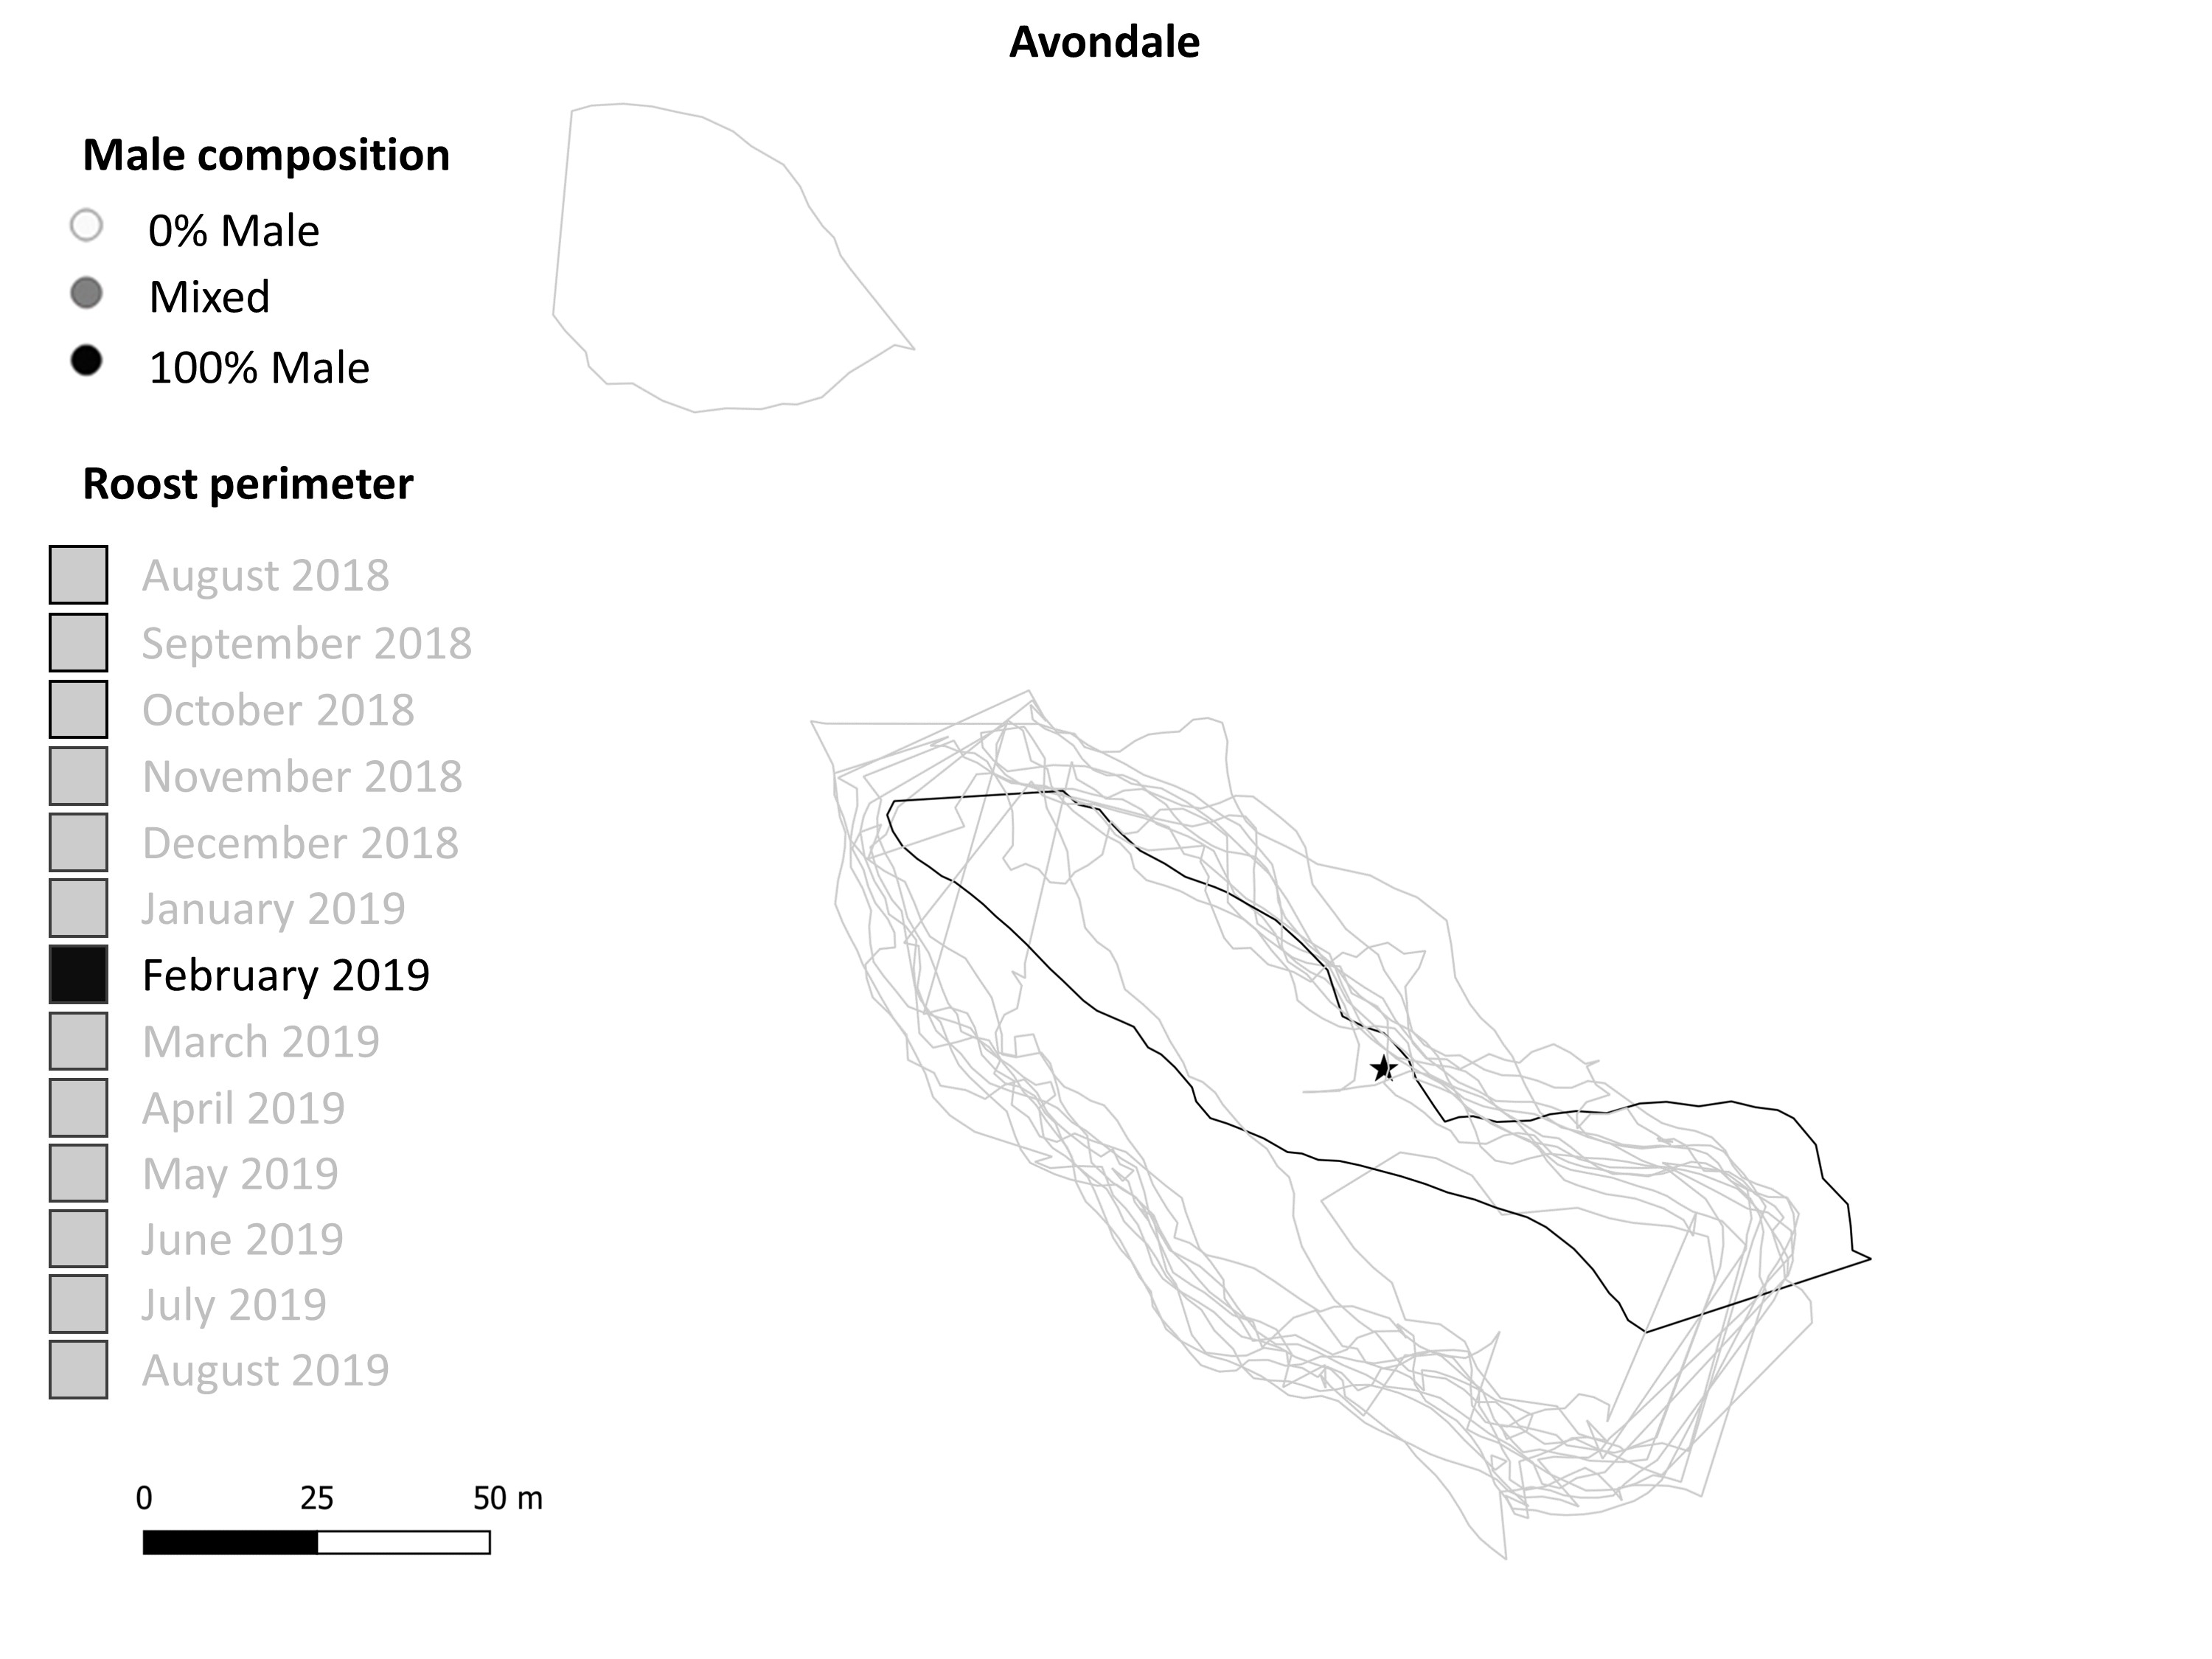 Avondale
Male composition
0% Male
Mixed
100% Male
Roost perimeter
August 2018
September 2018
October 2018
November 2018
December 2018
January 2019
February 2019
March 2019
April 2019
May 2019
June 2019
July 2019
August 2019
0 25 50 m